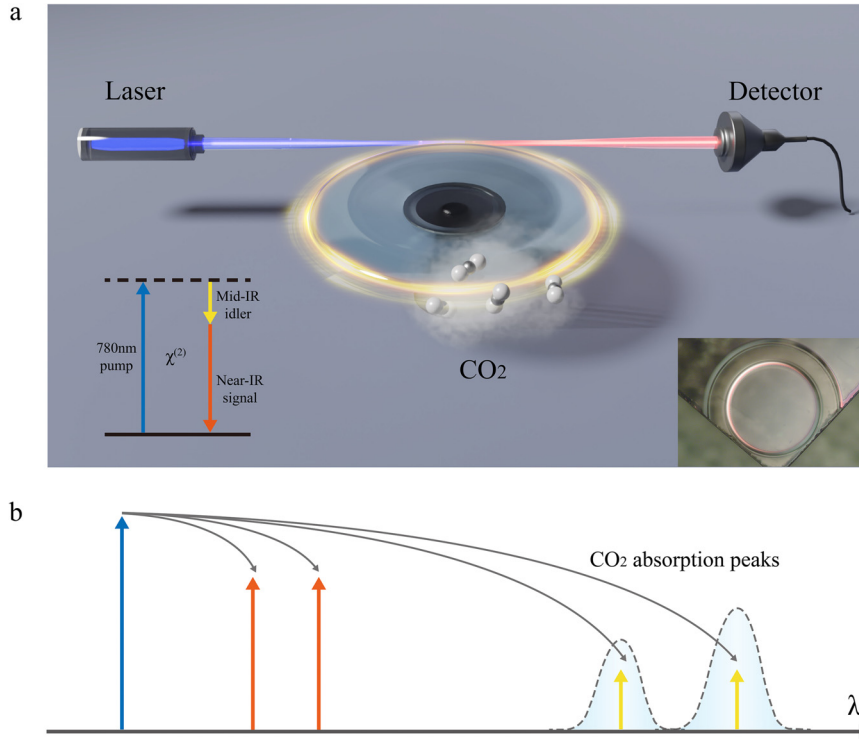 a
Laser
Detector
Mid-IR
idler
780nm
pump
χ(2)
Near-IR
signal
CO2
b
CO2 absorption peaks
λ